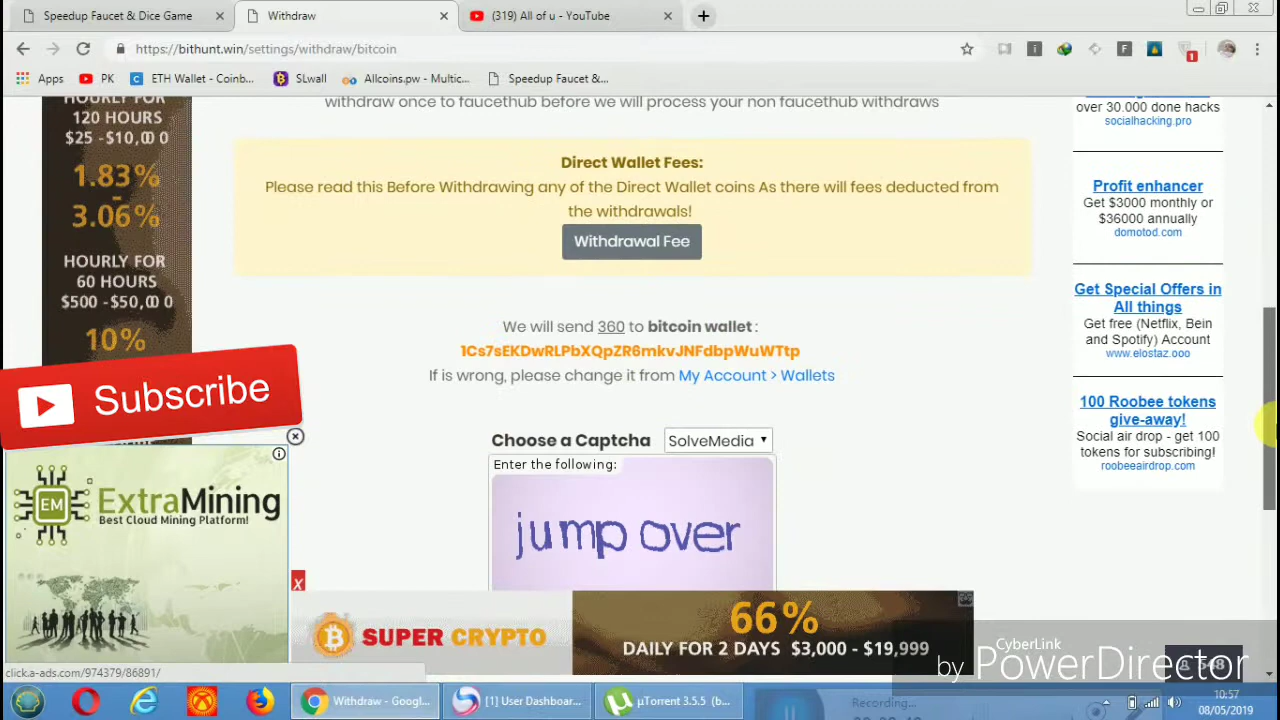 Speedup Faucet & Dice Game
Withdraw
(319) All of u - YouTube
https://bithunt.win/settings/withdraw/bitcoin
Apps
PK
ETH Wallet - Coinb...
SLwall
Allcoins.pw - Multic...
Speedup Faucet &...
HOURLY FOR
120 HOURS
$25 -$10,000
1.83%
-
3.06%
HOURLY FOR
60 HOURS
$500 -$50,000
10%
Subscribe
EM
ExtraMining
Best Cloud Mining Platform!
withdraw once to faucethub before we will process your non faucethub withdraws
Direct Wallet Fees:
Please read this Before Withdrawing any of the Direct Wallet coins As there will fees deducted from
the withdrawals!
Withdrawal Fee
We will send 360 to bitcoin wallet :
1Cs7sEKDwRLPbXQpZR6mkvJNFdbpWuWTtp
If is wrong, please change it from My Account > Wallets
Choose a Captcha
SolveMedia
Enter the following:
jump over
over 30.000 done hacks
socialhacking.pro
Profit enhancer
Get $3000 monthly or
$36000 annually
domotod.com
Get Special Offers in
All things
Get free (Netflix, Bein
and Spotify) Account
www.elostaz.ooo
100 Roobee tokens
give-away!
Social air drop - get 100
tokens for subscribing!
roobeeairdrop.com
SUPER CRYPTO
66%
DAILY FOR 2 DAYS $3,000 - $19,999
click.a-ads.com/974379/86891/
CyberLink
by PowerDirector
548
Withdraw - Googl...
[1] User Dashboar...
µTorrent 3.5.5 (b...
Recording...
10:57
08/05/2019